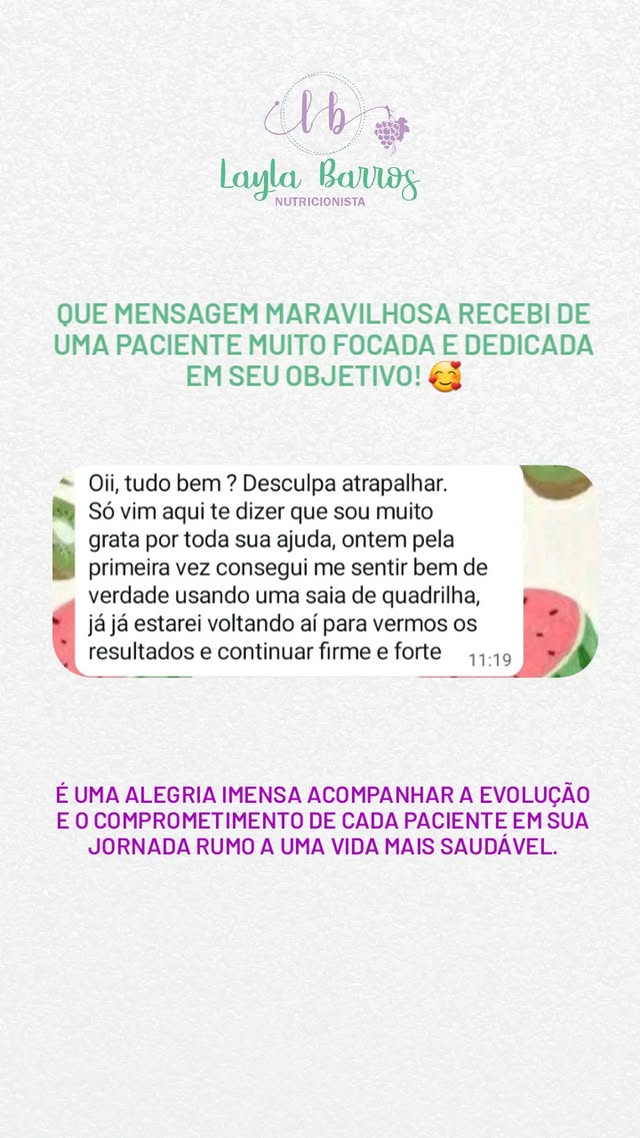 lb
Layla Barros
NUTRICIONISTA
QUE MENSAGEM MARAVILHOSA RECEBI DE
UMA PACIENTE MUITO FOCADA E DEDICADA
EM SEU OBJETIVO! 🥰
Oii, tudo bem ? Desculpa atrapalhar.
Só vim aqui te dizer que sou muito
grata por toda sua ajuda, ontem pela
primeira vez consegui me sentir bem de
verdade usando uma saia de quadrilha,
já já estarei voltando aí para vermos os
resultados e continuar firme e forte
11:19
É UMA ALEGRIA IMENSA ACOMPANHAR A EVOLUÇÃO
E O COMPROMETIMENTO DE CADA PACIENTE EM SUA
JORNADA RUMO A UMA VIDA MAIS SAUDÁVEL.